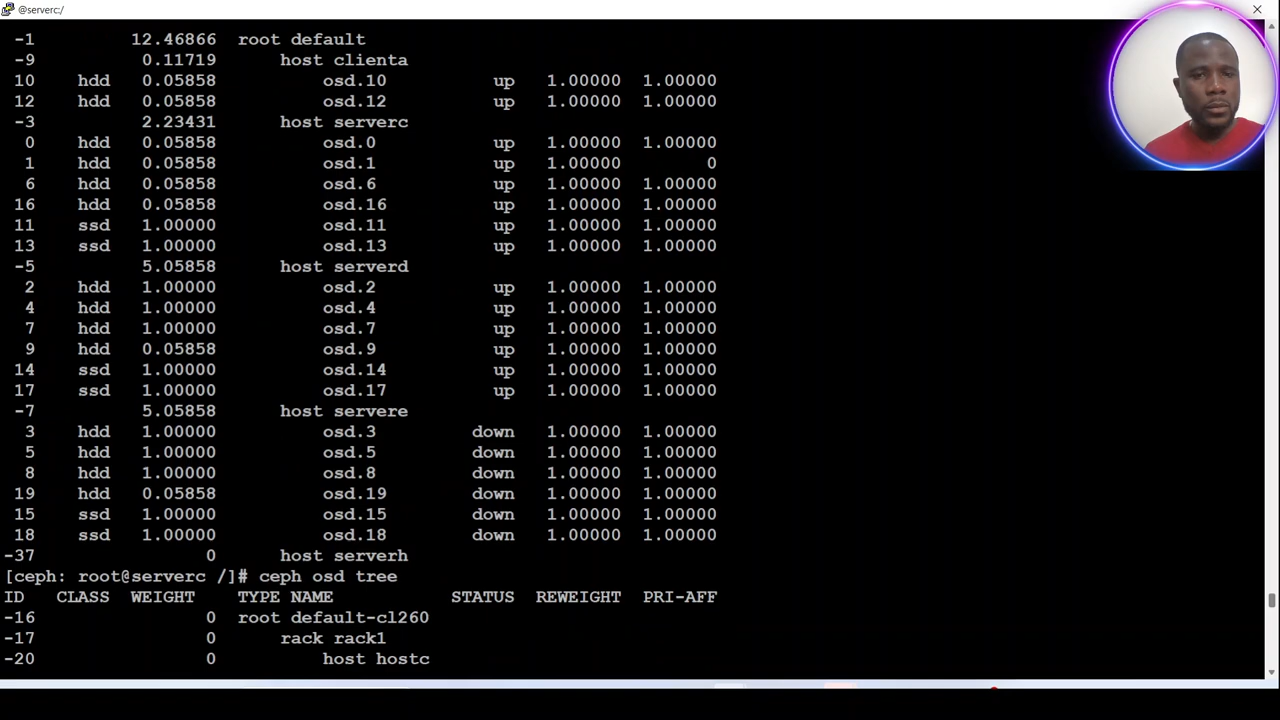 @serverc:/
-1 12.46866 root default
-9 0.11719 host clienta
10 hdd 0.05858 osd.10 up 1.00000 1.00000
12 hdd 0.05858 osd.12 up 1.00000 1.00000
-3 2.23431 host serverc
0 hdd 0.05858 osd.0 up 1.00000 1.00000
1 hdd 0.05858 osd.1 up 1.00000 0
6 hdd 0.05858 osd.6 up 1.00000 1.00000
16 hdd 0.05858 osd.16 up 1.00000 1.00000
11 ssd 1.00000 osd.11 up 1.00000 1.00000
13 ssd 1.00000 osd.13 up 1.00000 1.00000
-5 5.05858 host serverd
2 hdd 1.00000 osd.2 up 1.00000 1.00000
4 hdd 1.00000 osd.4 up 1.00000 1.00000
7 hdd 1.00000 osd.7 up 1.00000 1.00000
9 hdd 0.05858 osd.9 up 1.00000 1.00000
14 ssd 1.00000 osd.14 up 1.00000 1.00000
17 ssd 1.00000 osd.17 up 1.00000 1.00000
-7 5.05858 host servere
3 hdd 1.00000 osd.3 down 1.00000 1.00000
5 hdd 1.00000 osd.5 down 1.00000 1.00000
8 hdd 1.00000 osd.8 down 1.00000 1.00000
19 hdd 0.05858 osd.19 down 1.00000 1.00000
15 ssd 1.00000 osd.15 down 1.00000 1.00000
18 ssd 1.00000 osd.18 down 1.00000 1.00000
-37 0 host serverh
[ceph: root@serverc /]# ceph osd tree
ID CLASS WEIGHT TYPE NAME STATUS REWEIGHT PRI-AFF
-16 0 root default-cl260
-17 0 rack rack1
-20 0 host hostc